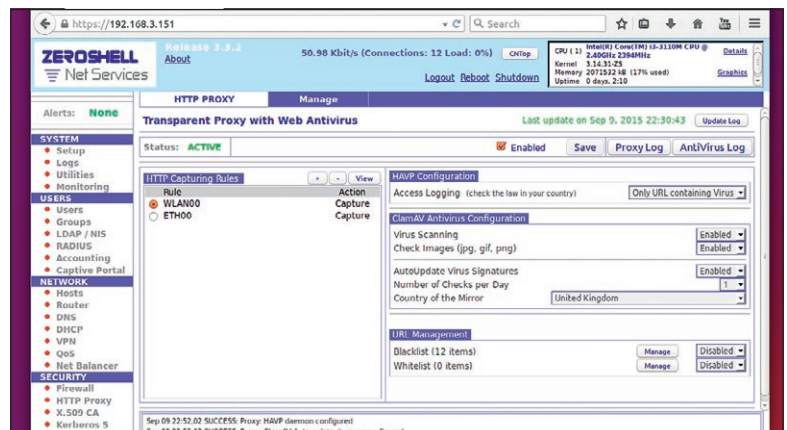 https://192.168.3.151
Search
ZEROSHELL
Net Services
Release 3.3.2
About
50.98 Kbit/s (Connections: 12 Load: 0%)
CNTop
Logout Reboot Shutdown
CPU ( 1) Intel(R) Core(TM) i3-3110M CPU @ 2.40GHz 2394MHz
Kernel 3.14.31-ZS
Memory 2071532 kB (17% used)
Uptime 0 days, 2:10
Details
Graphics
Alerts: None
HTTP PROXY
Manage
Transparent Proxy with Web Antivirus
Last update on Sep 9, 2015 22:30:43
Update Log
Status: ACTIVE
Enabled
Save
Proxy Log
AntiVirus Log
SYSTEM
Setup
Logs
Utilities
Monitoring
USERS
Users
Groups
LDAP / NIS
RADIUS
Accounting
Captive Portal
NETWORK
Hosts
Router
DNS
DHCP
VPN
QoS
Net Balancer
SECURITY
Firewall
HTTP Proxy
X.509 CA
Kerberos 5
HTTP Capturing Rules
+ - View
Rule Action
WLAN00 Capture
ETH00 Capture
HAVP Configuration
Access Logging (check the law in your country) Only URL containing Virus
ClamAV Antivirus Configuration
Virus Scanning Enabled
Check Images (jpg, gif, png) Enabled
AutoUpdate Virus Signatures Enabled
Number of Checks per Day 1
Country of the Mirror United Kingdom
URL Management
Blacklist (12 items) Manage Disabled
Whitelist (0 items) Manage Disabled
Sep 09 22:52,02 SUCCESS: Proxy: HAVP daemon configured